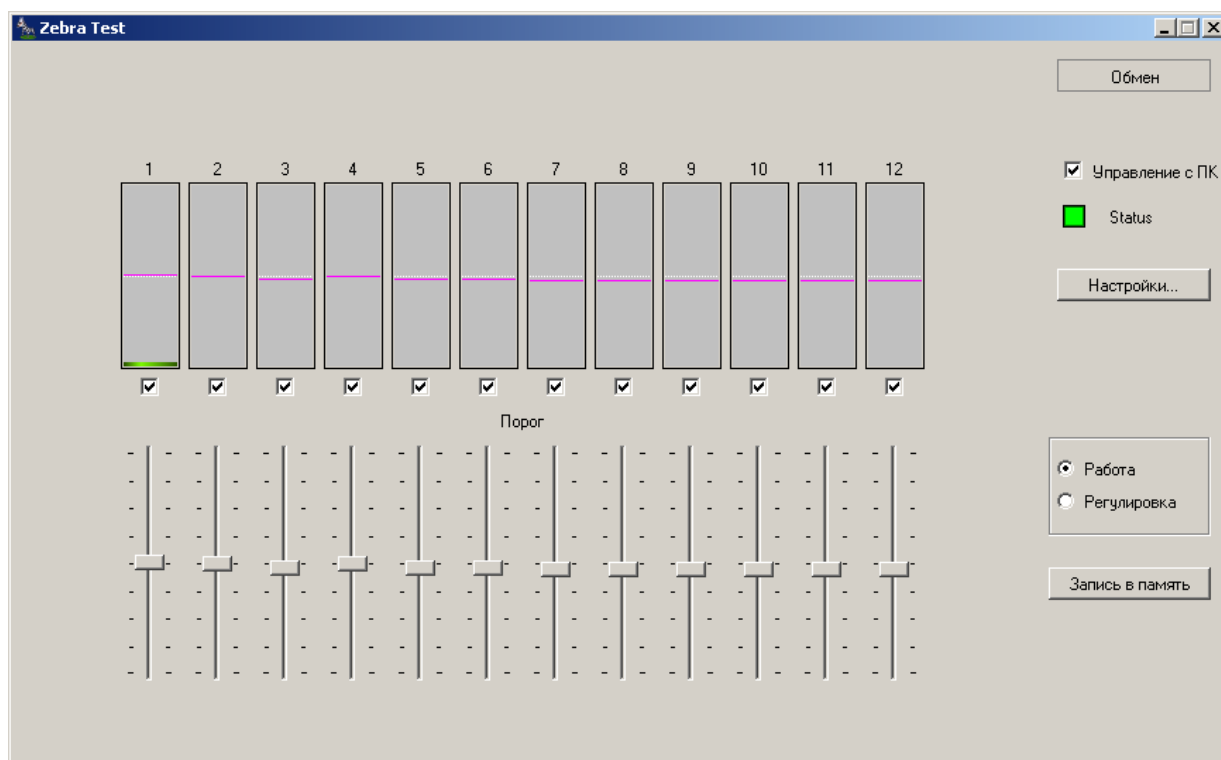 Zebra Test
Обмен
1 2 3 4 5 6 7 8 9 10 11 12
Управление с ПК
Status
Настройки...
Порог
Работа
Регулировка
Запись в память